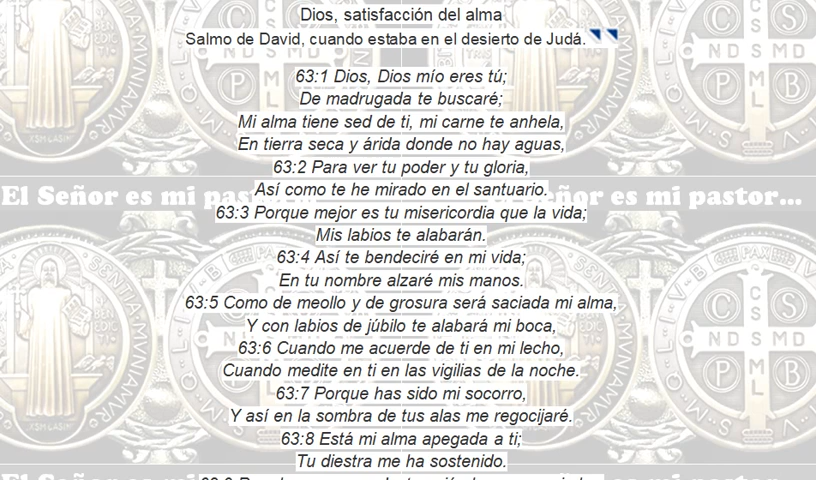 Dios, satisfacción del alma
Salmo de David, cuando estaba en el desierto de Judá.
63:1 Dios, Dios mío eres tú;
De madrugada te buscaré;
Mi alma tiene sed de ti, mi carne te anhela,
En tierra seca y árida donde no hay aguas,
63:2 Para ver tu poder y tu gloria,
Así como te he mirado en el santuario.
El Señor es mi pastor...
63:3 Porque mejor es tu misericordia que la vida;
Mis labios te alabarán.
63:4 Así te bendeciré en mi vida;
En tu nombre alzaré mis manos.
63:5 Como de meollo y de grosura será saciada mi alma,
Y con labios de júbilo te alabará mi boca,
63:6 Cuando me acuerde de ti en mi lecho,
Cuando medite en ti en las vigilias de la noche.
63:7 Porque has sido mi socorro,
Y así en la sombra de tus alas me regocijaré.
63:8 Está mi alma apegada a ti;
Tu diestra me ha sostenido.